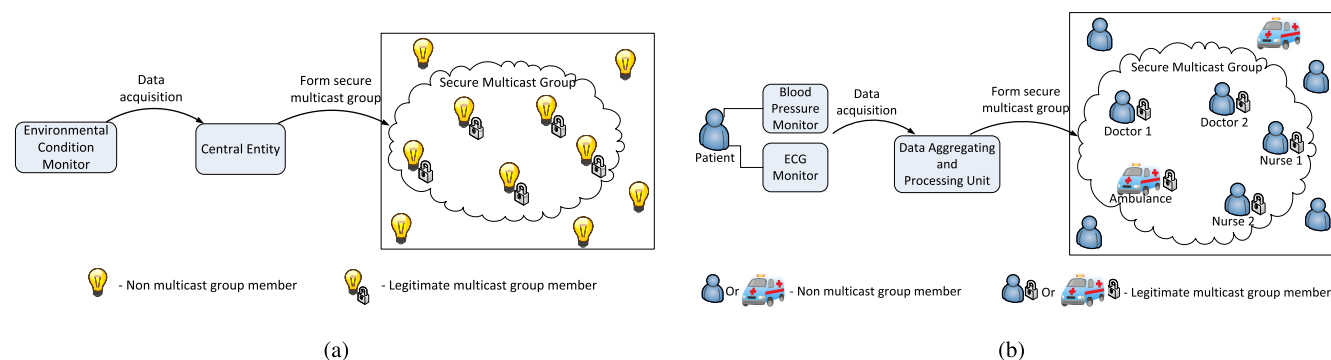 Data
acquisition
Form secure
multicast group
Environmental
Condition
Monitor
Central Entity
Secure Multicast Group
- Non multicast group member
- Legitimate multicast group member
(a)
Patient
Blood
Pressure
Monitor
ECG
Monitor
Data
acquisition
Data Aggregating
and
Processing Unit
Form secure
multicast group
Secure Multicast Group
Doctor 1
Doctor 2
Nurse 1
Ambulance
Nurse 2
Or - Non multicast group member
Or - Legitimate multicast group member
(b)